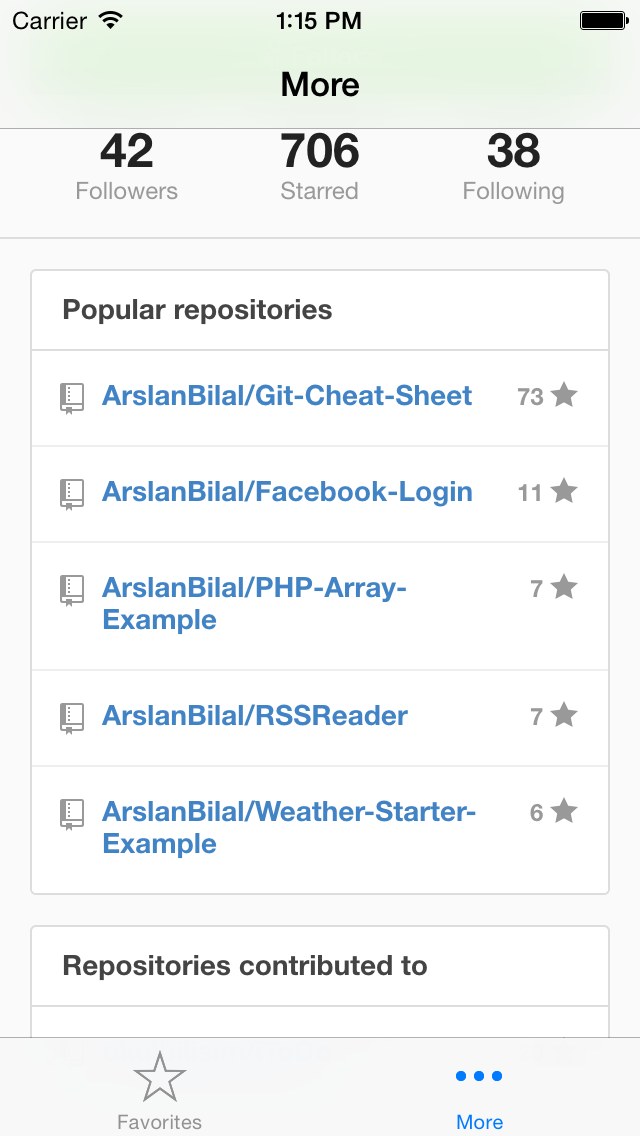 Carrier 1:15 PM
More
42 706 38
Followers Starred Following
Popular repositories
ArslanBilal/Git-Cheat-Sheet 73
ArslanBilal/Facebook-Login 11
ArslanBilal/PHP-Array- 7
Example
ArslanBilal/RSSReader 7
ArslanBilal/Weather-Starter- 6
Example
Repositories contributed to
Favorites More